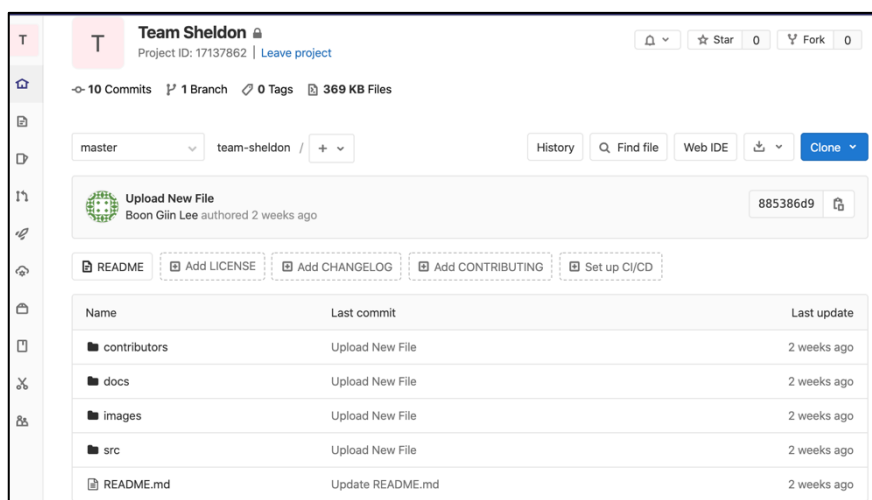 T
T
Team Sheldon
Project ID: 17137862 | Leave project
Star 0
Fork 0
10 Commits 1 Branch 0 Tags 369 KB Files
master
team-sheldon / +
History
Find file
Web IDE
Clone
Upload New File
Boon Giin Lee authored 2 weeks ago
885386d9
README
Add LICENSE
Add CHANGELOG
Add CONTRIBUTING
Set up CI/CD
Name Last commit Last update
contributors Upload New File 2 weeks ago
docs Upload New File 2 weeks ago
images Upload New File 2 weeks ago
src Upload New File 2 weeks ago
README.md Update README.md 2 weeks ago